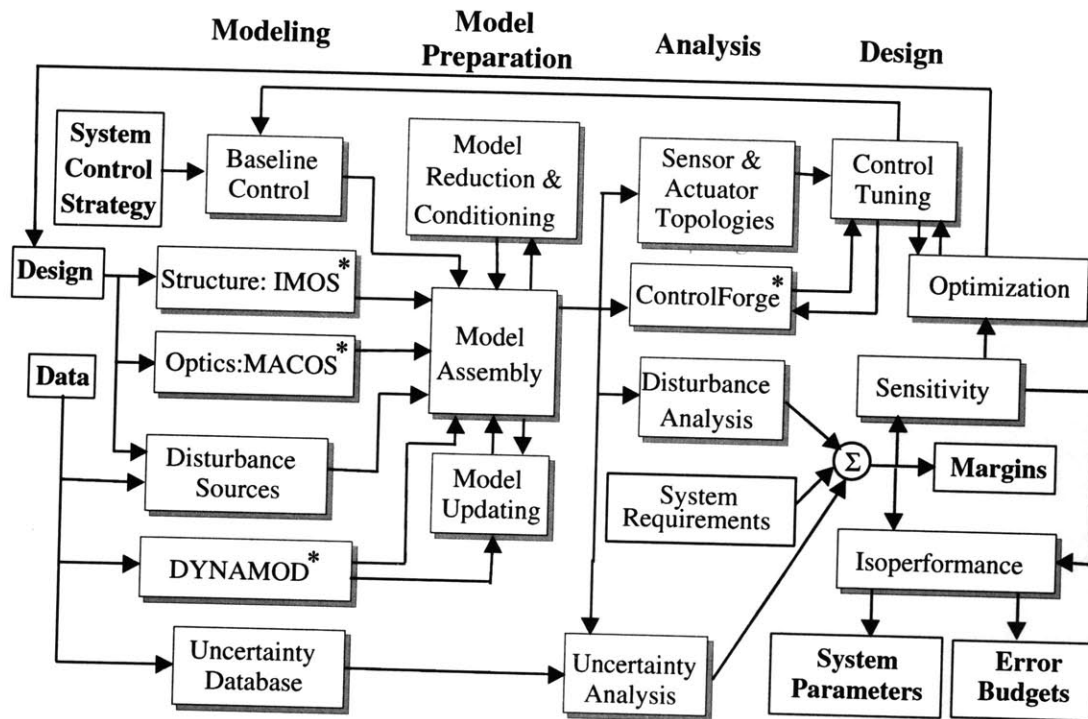 Modeling
Model
Preparation
Analysis
Design
System
Control
Strategy
Baseline
Control
Model
Reduction &
Conditioning
Sensor &
Actuator
Topologies
Control
Tuning
Design
Structure: IMOS*
ControlForge*
Optimization
Optics:MACOS*
Model
Assembly
Data
Disturbance
Analysis
Sensitivity
Disturbance
Sources
Model
Updating
System
Requirements
Σ
Margins
DYNAMOD*
Isoperformance
Uncertainty
Database
Uncertainty
Analysis
System
Parameters
Error
Budgets